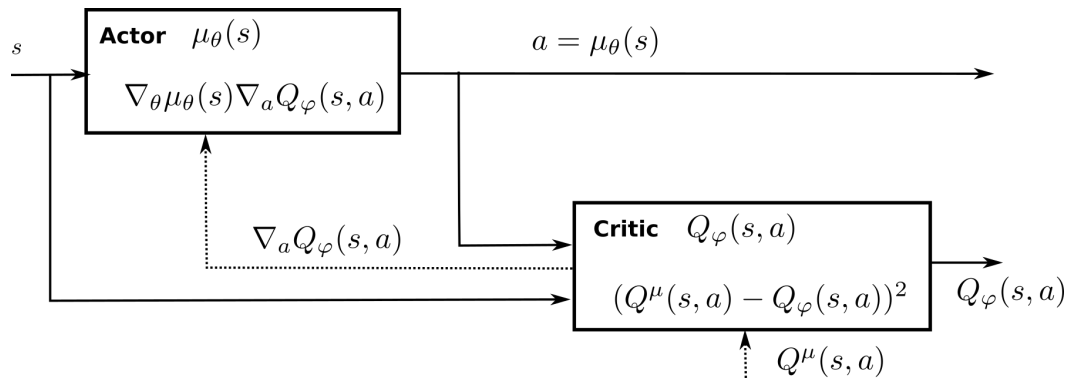 s
Actor μ_θ(s)
∇_θμ_θ(s)∇_aQ_φ(s, a)
a = μ_θ(s)
∇_aQ_φ(s, a)
Critic Q_φ(s, a)
(Q^μ(s, a) − Q_φ(s, a))²
Q_φ(s, a)
Q^μ(s, a)